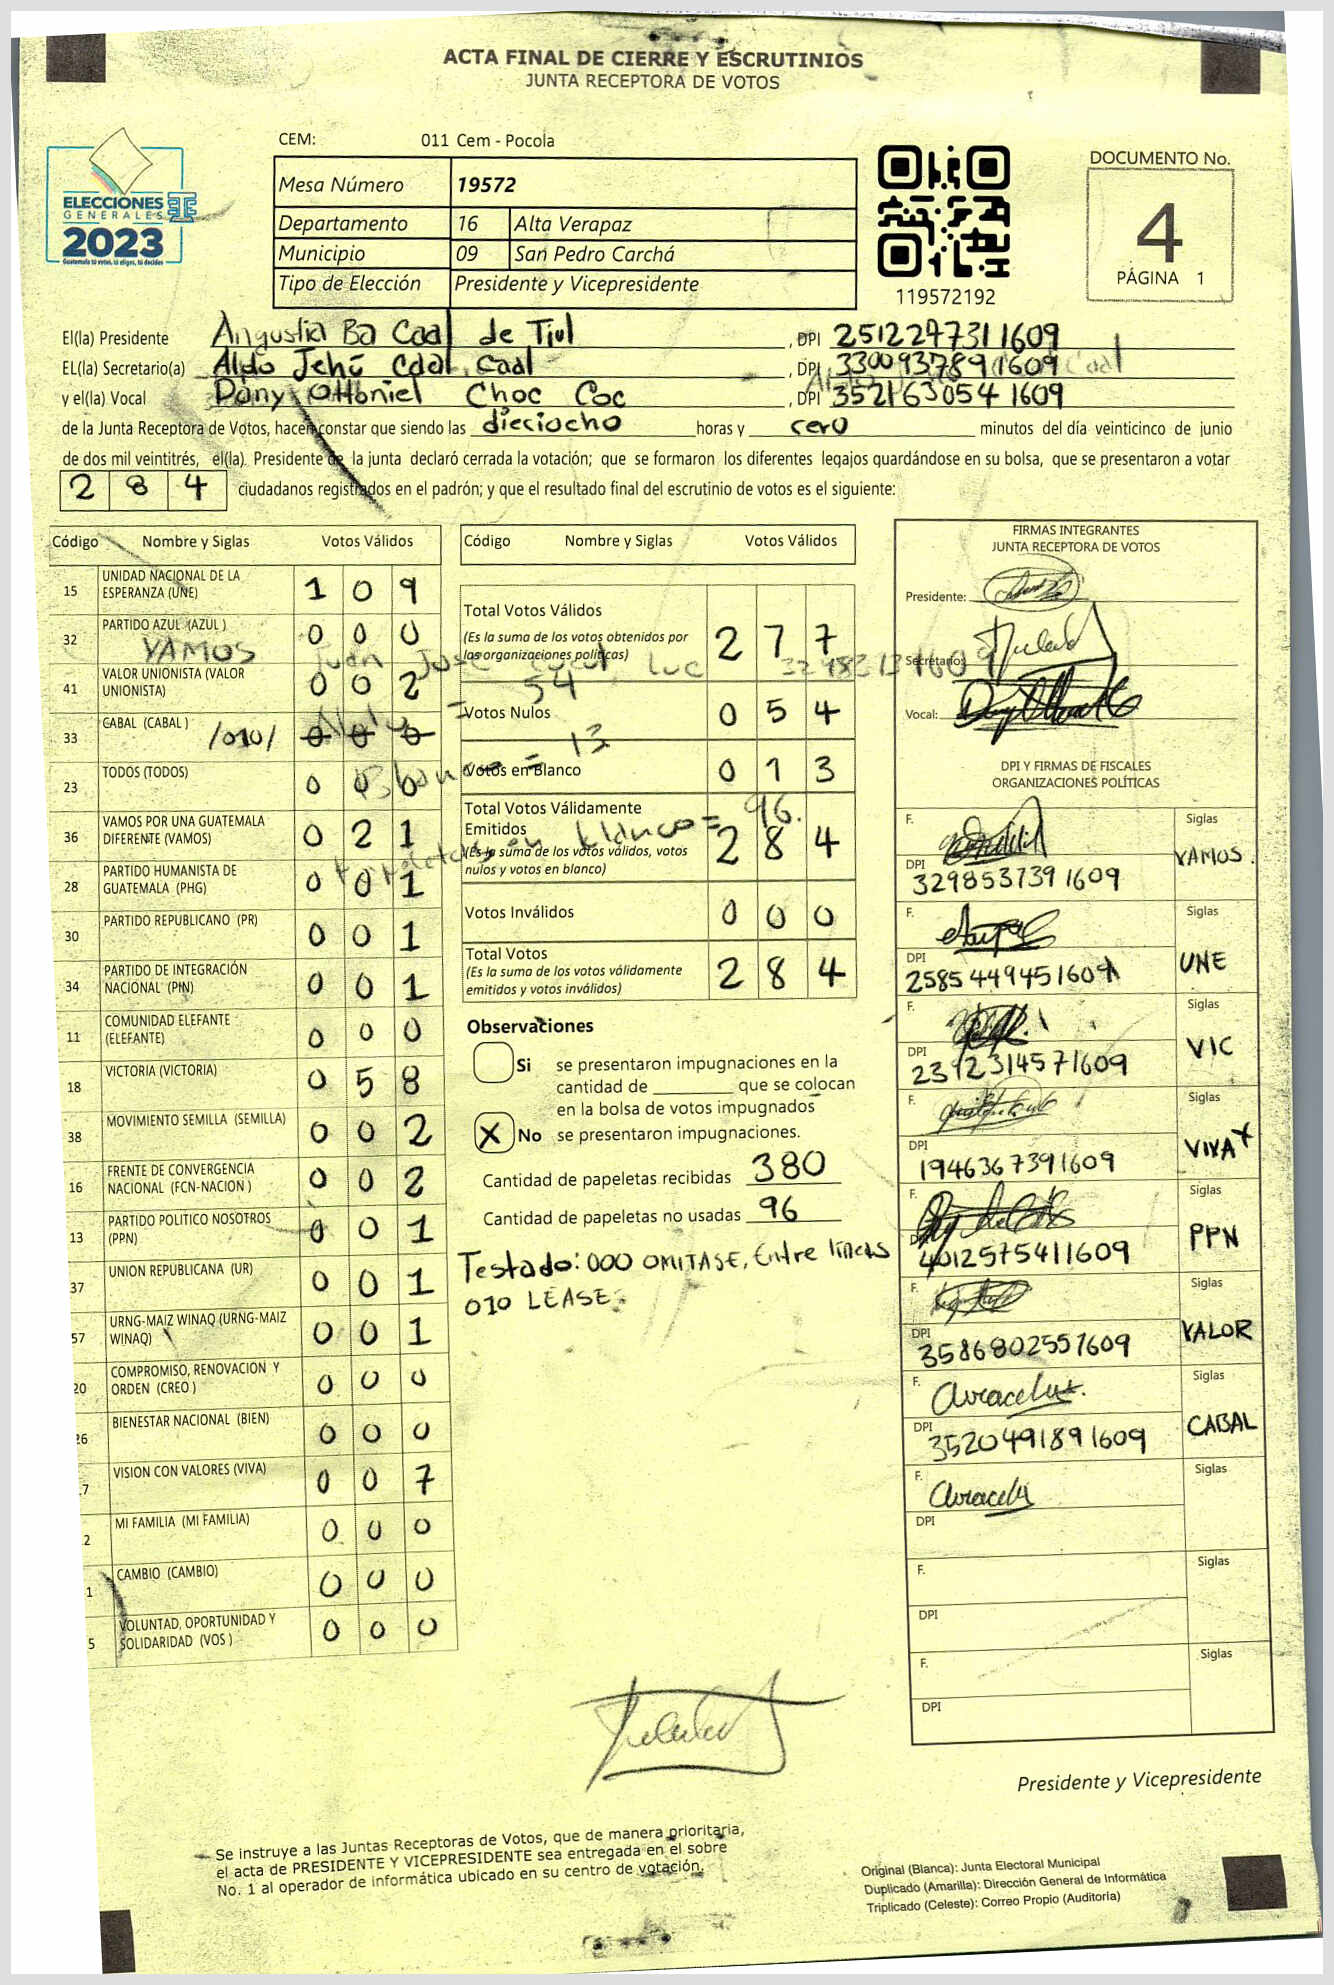 ACTA FINAL DE CIERRE Y ESCRUTINIOS
JUNTA RECEPTORA DE VOTOS
ELECCIONES
GENERALES
2023
Guatemala tú votas, tú eliges, tú decides
CEM: 011 Cem - Pocola
Mesa Número 19572
Departamento 16 Alta Verapaz
Municipio 09 San Pedro Carchá
Tipo de Elección Presidente y Vicepresidente
119572192
DOCUMENTO No.
4
PÁGINA 1
El(la) Presidente Angustia Ba Caal de Tiul, DPI 2512247311609
EL(la) Secretario(a) Aldo Jehú Caal Caal, DPI 3300937891609
y el(la) Vocal Dany Ottoniel Choc Coc, DPI 3521630541609
de la Junta Receptora de Votos, hacen constar que siendo las dieciocho horas y cero minutos del día veinticinco de junio
de dos mil veintitrés, el(la). Presidente de la junta declaró cerrada la votación; que se formaron los diferentes legajos guardándose en su bolsa, que se presentaron a votar
284 ciudadanos registrados en el padrón; y que el resultado final del escrutinio de votos es el siguiente:
Código Nombre y Siglas Votos Válidos
15 UNIDAD NACIONAL DE LA ESPERANZA (UNE) 1 0 9
32 PARTIDO AZUL (AZUL ) 0 0 0
VAMOS
41 VALOR UNIONISTA (VALOR UNIONISTA) 0 0 2
33 CABAL (CABAL ) /010/ 0 0 0
23 TODOS (TODOS) 0 0 0
36 VAMOS POR UNA GUATEMALA DIFERENTE (VAMOS) 0 2 1
28 PARTIDO HUMANISTA DE GUATEMALA (PHG) 0 0 1
30 PARTIDO REPUBLICANO (PR) 0 0 1
34 PARTIDO DE INTEGRACIÓN NACIONAL (PIN) 0 0 1
11 COMUNIDAD ELEFANTE (ELEFANTE) 0 0 0
18 VICTORIA (VICTORIA) 0 5 8
38 MOVIMIENTO SEMILLA (SEMILLA) 0 0 2
16 FRENTE DE CONVERGENCIA NACIONAL (FCN-NACION ) 0 0 2
13 PARTIDO POLITICO NOSOTROS (PPN) 0 0 1
37 UNION REPUBLICANA (UR) 0 0 1
57 URNG-MAIZ WINAQ (URNG-MAIZ WINAQ) 0 0 1
20 COMPROMISO, RENOVACION Y ORDEN (CREO ) 0 0 0
26 BIENESTAR NACIONAL (BIEN) 0 0 0
7 VISION CON VALORES (VIVA) 0 0 7
2 MI FAMILIA (MI FAMILIA) 0 0 0
1 CAMBIO (CAMBIO) 0 0 0
5 VOLUNTAD, OPORTUNIDAD Y SOLIDARIDAD (VOS ) 0 0 0
Código Nombre y Siglas Votos Válidos
Total Votos Válidos
(Es la suma de los votos obtenidos por las organizaciones políticas) 2 7 7
Juan José
54
Votos Nulos 0 5 4
= 13
Votos en Blanco 0 1 3
Total Votos Válidamente Emitidos
(Es la suma de los votos válidos, votos nulos y votos en blanco) 2 8 4
en blanco = 96.
Votos Inválidos 0 0 0
Total Votos
(Es la suma de los votos válidamente emitidos y votos inválidos) 2 8 4
Observaciones
Si se presentaron impugnaciones en la
cantidad de ________ que se colocan
en la bolsa de votos impugnados
X No se presentaron impugnaciones.
Cantidad de papeletas recibidas 380
Cantidad de papeletas no usadas 96
Testado: 000 OMITASE, Entre lineas
010 LEASE.
FIRMAS INTEGRANTES
JUNTA RECEPTORA DE VOTOS
Presidente:
Secretario:
Vocal:
DPI Y FIRMAS DE FISCALES
ORGANIZACIONES POLÍTICAS
F. Siglas
VAMOS
DPI 3298537391609
F. Siglas
UNE
DPI 2585449451609
F. Siglas
VIC
DPI 2392314571609
F. Siglas
VIVA
DPI 1946367391609
F. Siglas
PPN
DPI 4012575411609
F. Siglas
VALOR
DPI 3586802551609
F. Aracely Siglas
CABAL
DPI 3520491891609
F. Aracely Siglas
DPI
F. Siglas
DPI
F. Siglas
DPI
Presidente y Vicepresidente
Se instruye a las Juntas Receptoras de Votos, que de manera prioritaria,
el acta de PRESIDENTE Y VICEPRESIDENTE sea entregada en el sobre
No. 1 al operador de informática ubicado en su centro de votación.
Original (Blanca): Junta Electoral Municipal
Duplicado (Amarilla): Dirección General de Informática
Triplicado (Celeste): Correo Propio (Auditoría)